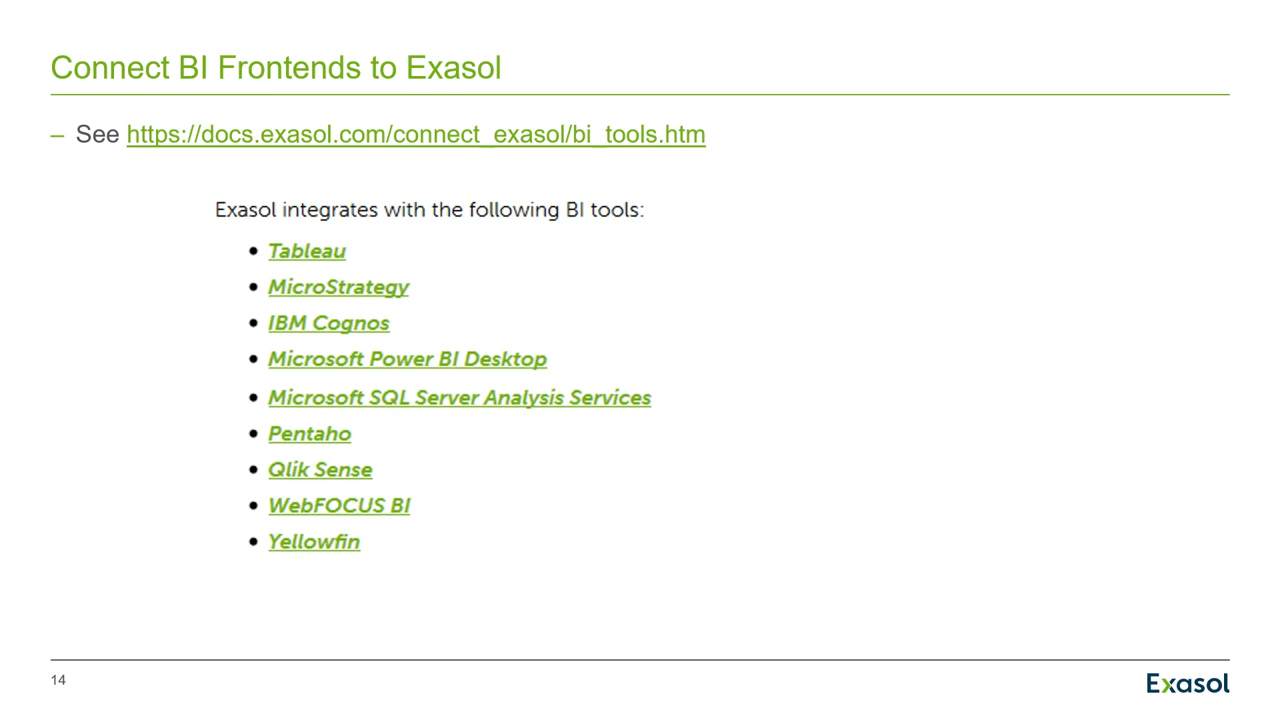 Connect BI Frontends to Exasol
– See https://docs.exasol.com/connect_exasol/bi_tools.htm
Exasol integrates with the following BI tools:
• Tableau
• MicroStrategy
• IBM Cognos
• Microsoft Power BI Desktop
• Microsoft SQL Server Analysis Services
• Pentaho
• Qlik Sense
• WebFOCUS BI
• Yellowfin
14
Exasol